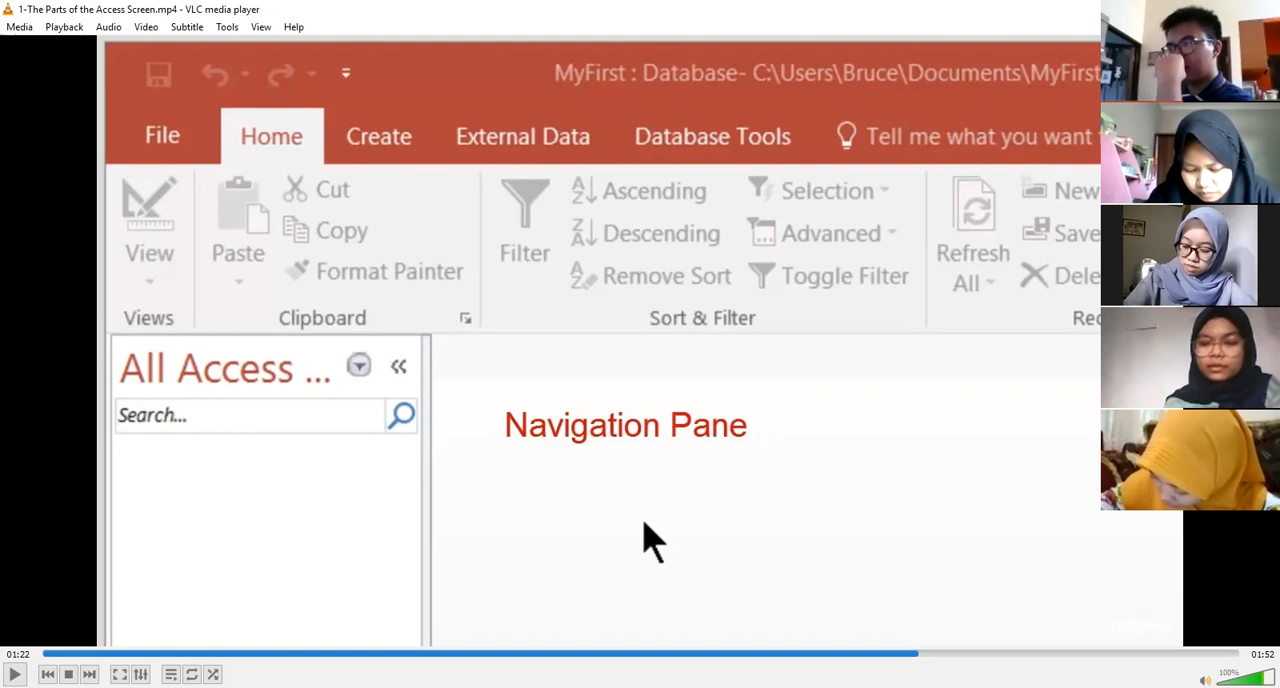 1-The Parts of the Access Screen.mp4 - VLC media player
Media Playback Audio Video Subtitle Tools View Help
MyFirst : Database- C:\Users\Bruce\Documents\MyFirst
File Home Create External Data Database Tools Tell me what you want
Cut Ascending Selection New
Copy Descending Advanced Save
View Paste Filter Refresh
Format Painter Remove Sort Toggle Filter All
Views Clipboard Sort & Filter
All Access ...
Search...
Navigation Pane
01:22 01:52
100%